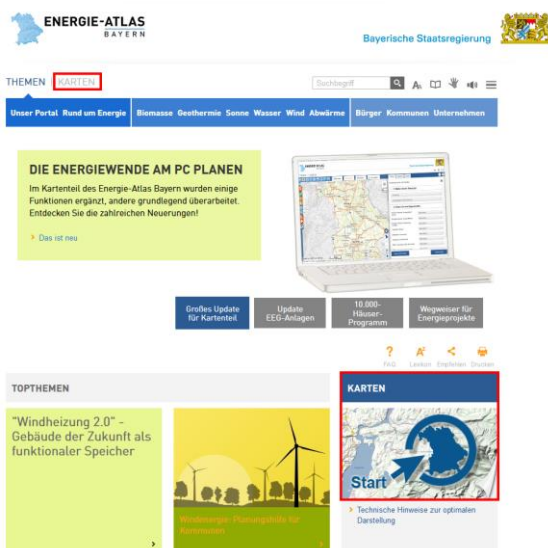 ENERGIE-ATLAS
BAYERN
Bayerische Staatsregierung
THEMEN | KARTEN
Suchbegriff
Unser Portal Rund um Energie Biomasse Geothermie Sonne Wasser Wind Abwärme Bürger Kommunen Unternehmen
DIE ENERGIEWENDE AM PC PLANEN
Im Kartenteil des Energie-Atlas Bayern wurden einige
Funktionen ergänzt, andere grundlegend überarbeitet.
Entdecken Sie die zahlreichen Neuerungen!
Das ist neu
Großes Update
für Kartenteil
Update
EEG-Anlagen
10.000-
Häuser-
Programm
Wegweiser für
Energieprojekte
FAQ Lexikon Empfehlen Drucken
TOPTHEMEN
"Windheizung 2.0" -
Gebäude der Zukunft als
funktionaler Speicher
Windenergie: Planungshilfe für
Kommunen
KARTEN
Start
Technische Hinweise zur optimalen
Darstellung